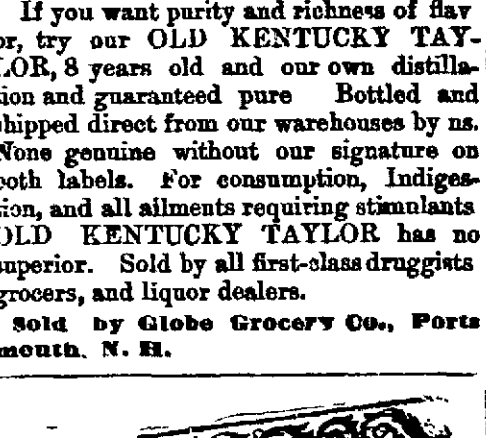 If you want purity and richness of flav
or, try our OLD KENTUCKY TAY-
LOR, 8 years old and our own distilla-
tion and guaranteed pure Bottled and
shipped direct from our warehouses by us.
None genuine without our signature on
both labels. For consumption, Indiges-
tion, and all ailments requiring stimulants
OLD KENTUCKY TAYLOR has no
superior. Sold by all first-class druggists
grocers, and liquor dealers.
Sold by Globe Grocery Co., Ports
mouth. N. H.